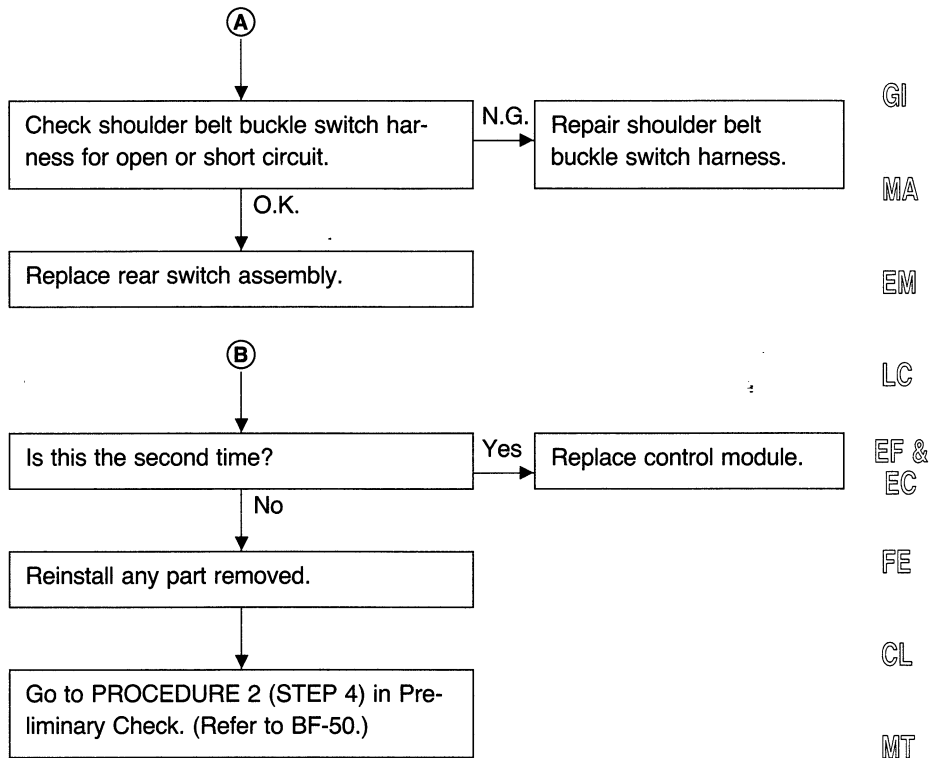 A
Check shoulder belt buckle switch har-
ness for open or short circuit.
N.G.
Repair shoulder belt
buckle switch harness.
O.K.
Replace rear switch assembly.
B
Is this the second time?
Yes
Replace control module.
No
Reinstall any part removed.
Go to PROCEDURE 2 (STEP 4) in Pre-
liminary Check. (Refer to BF-50.)
GI
MA
EM
LC
EF &
EC
FE
CL
MT